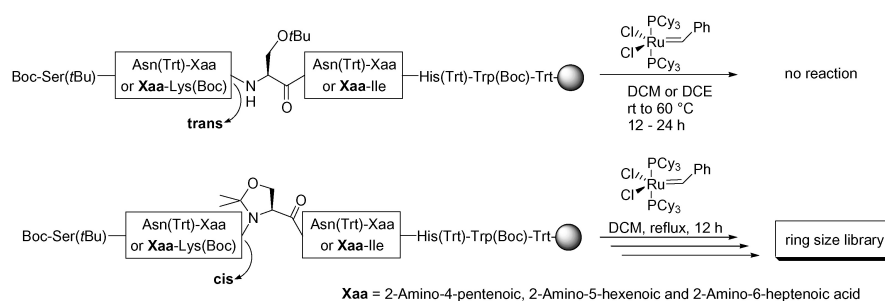 OtBu
Boc-Ser(tBu)
Asn(Trt)-Xaa
or Xaa-Lys(Boc)
N
H
O
Asn(Trt)-Xaa
or Xaa-Ile
His(Trt)-Trp(Boc)-Trt
trans
PCy3
Cl
Cl
Ru
Ph
PCy3
DCM or DCE
rt to 60 °C
12 - 24 h
no reaction
O
N
O
Boc-Ser(tBu)
Asn(Trt)-Xaa
or Xaa-Lys(Boc)
Asn(Trt)-Xaa
or Xaa-Ile
His(Trt)-Trp(Boc)-Trt
cis
PCy3
Cl
Cl
Ru
Ph
PCy3
DCM, reflux, 12 h
ring size library
Xaa = 2-Amino-4-pentenoic, 2-Amino-5-hexenoic and 2-Amino-6-heptenoic acid